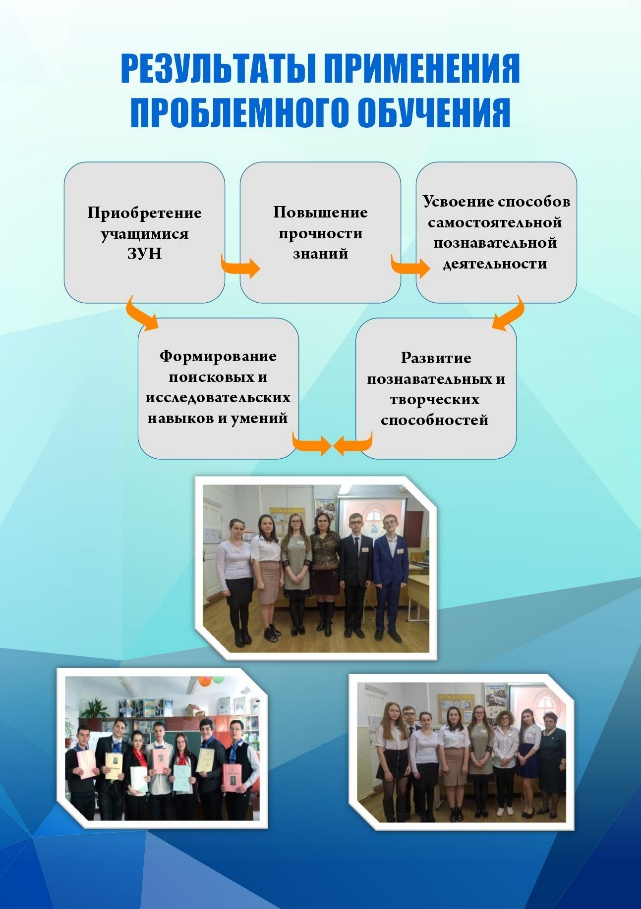 РЕЗУЛЬТАТЫ ПРИМЕНЕНИЯ
ПРОБЛЕМНОГО ОБУЧЕНИЯ
Приобретение
учащимися
ЗУН
Повышение
прочности
знаний
Усвоение способов
самостоятельной
познавательной
деятельности
Формирование
поисковых и
исследовательских
навыков и умений
Развитие
познавательных и
творческих
способностей